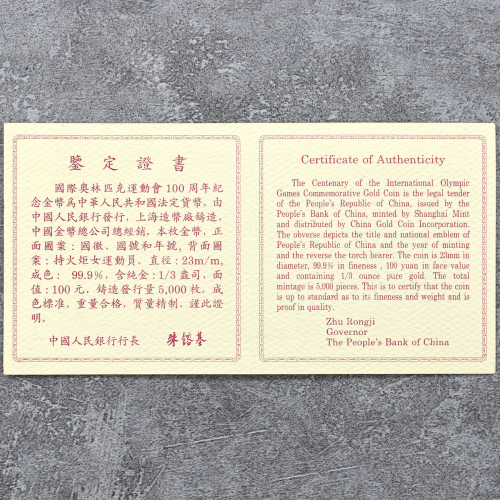 鑒定證書
國際奧林匹克運動會100周年紀
念金幣爲中華人民共和國法定貨幣，由
中國人民銀行發行，上海造幣廠鑄造，
中國金幣總公司總經銷。本枚金幣，正
面圖案：國徽、國號和年號，背面圖
案：持火炬女運動員。直徑：23m/m，
成色： 99.9%，含純金：1/3盎司，面
值：100元，鑄造發行量5,000枚。成
色標准，重量合格，質量精制，謹此證
明。
中國人民銀行行長 朱鎔基
Certificate of Authenticity
The Centenary of the International Olympic
Games Commemorative Gold Coin is the legal tender
of the People's Republic of China, issued by the
People's Bank of China, minted by Shanghai Mint
and distributed by China Gold Coin Incorporation.
The obverse depicts the title and national emblem of
People's Republic of China and the year of minting
and the reverse the torch bearer. The coin is 23mm in
diameter, 99.9% in fineness , 100 yuan in face value
and containing 1/3 ounce pure gold. The total
mintage is 5,000 pieces. This is to certify that the coin
is up to standard as to its fineness and weight and is
proof in quality.
Zhu Rongji
Governor
The People's Bank of China